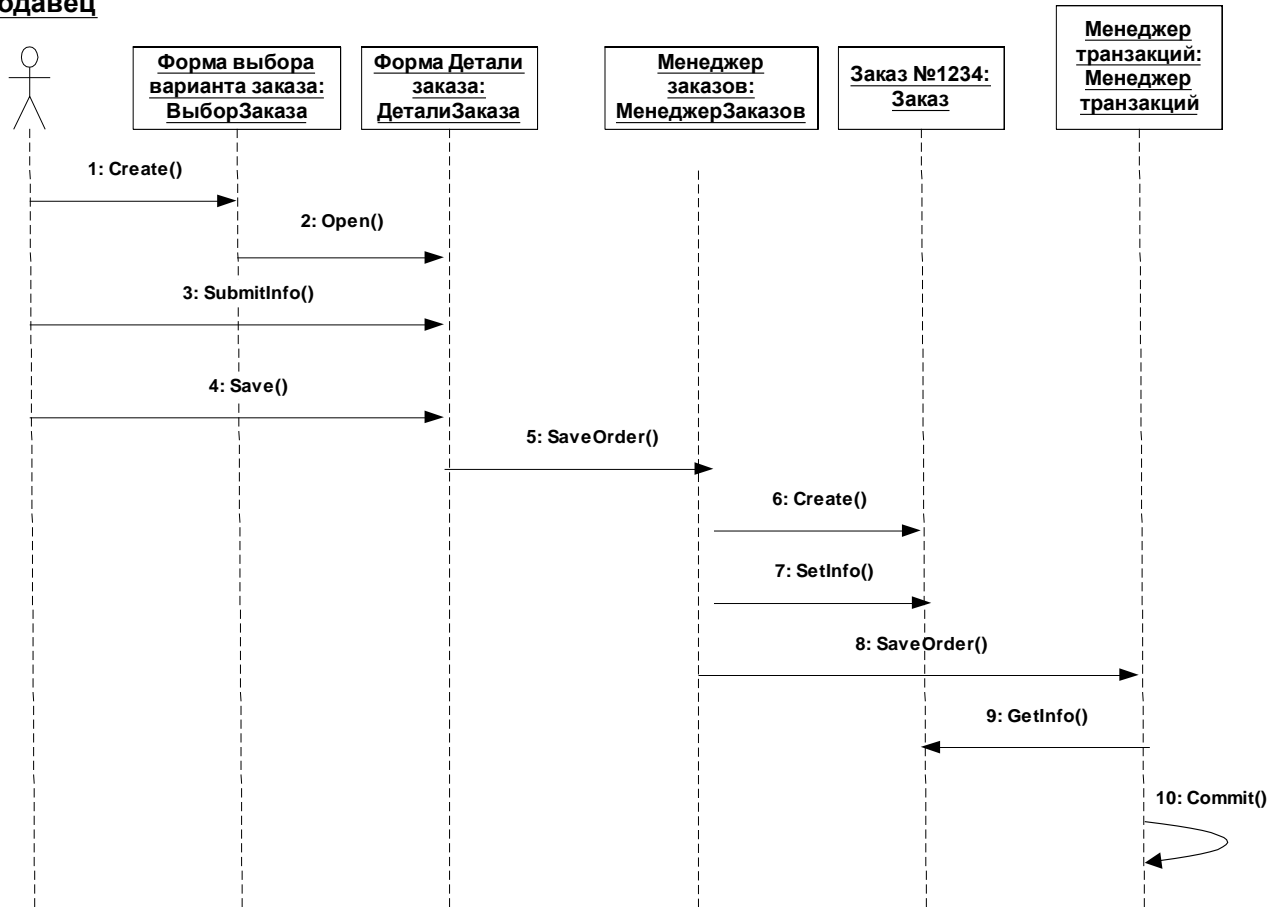 Менеджер
транзакций:
Менеджер
транзакций
Форма выбора
варианта заказа:
ВыборЗаказа
Форма Детали
заказа:
ДеталиЗаказа
Менеджер
заказов:
МенеджерЗаказов
Заказ №1234:
Заказ
1: Create()
2: Open()
3: SubmitInfo()
4: Save()
5: SaveOrder()
6: Create()
7: SetInfo()
8: SaveOrder()
9: GetInfo()
10: Commit()